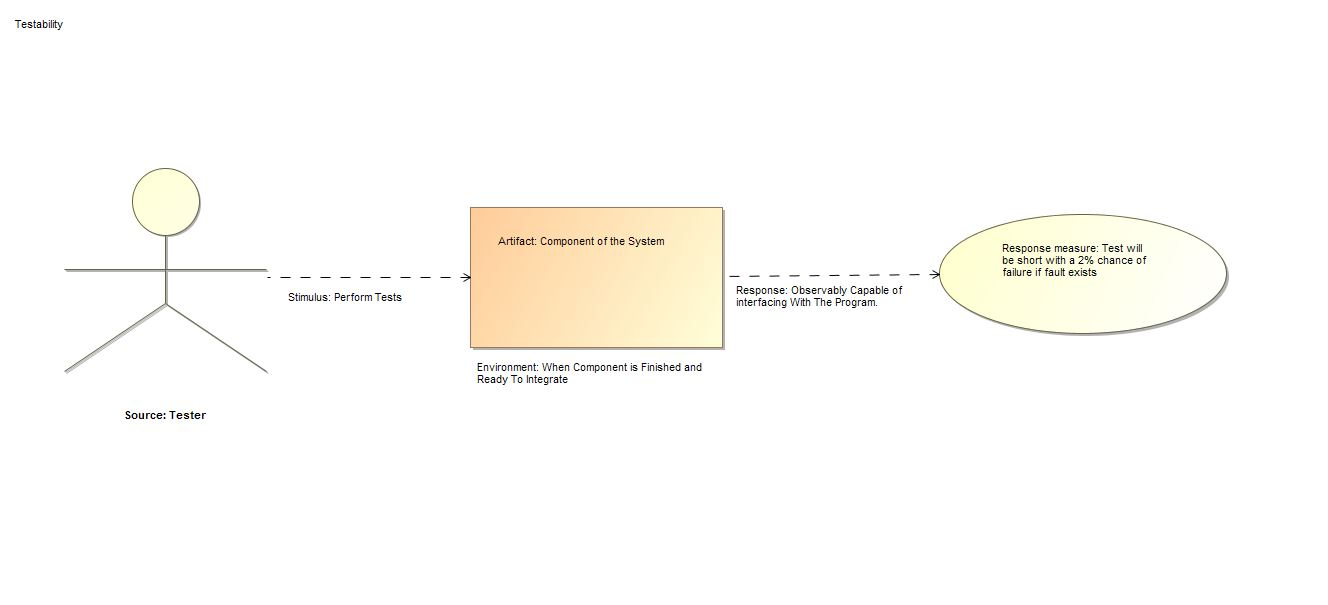 Testability
Artifact: Component of the System
Response measure: Test will
be short with a 2% chance of
failure if fault exists
Stimulus: Perform Tests
Response: Observably Capable of
interfacing With The Program.
Environment: When Component is Finished and
Ready To Integrate
Source: Tester